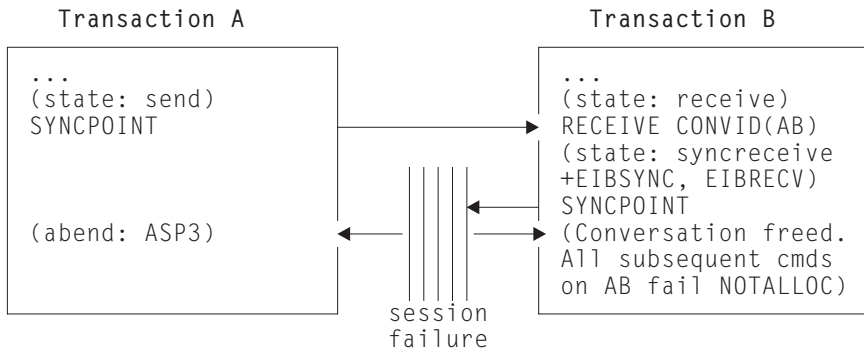 Transaction A
...
(state: send)
SYNCPOINT
(abend: ASP3)
Transaction B
...
(state: receive)
RECEIVE CONVID(AB)
(state: syncreceive
+EIBSYNC, EIBRECV)
SYNCPOINT
(Conversation freed.
All subsequent cmds
on AB fail NOTALLOC)
session
failure